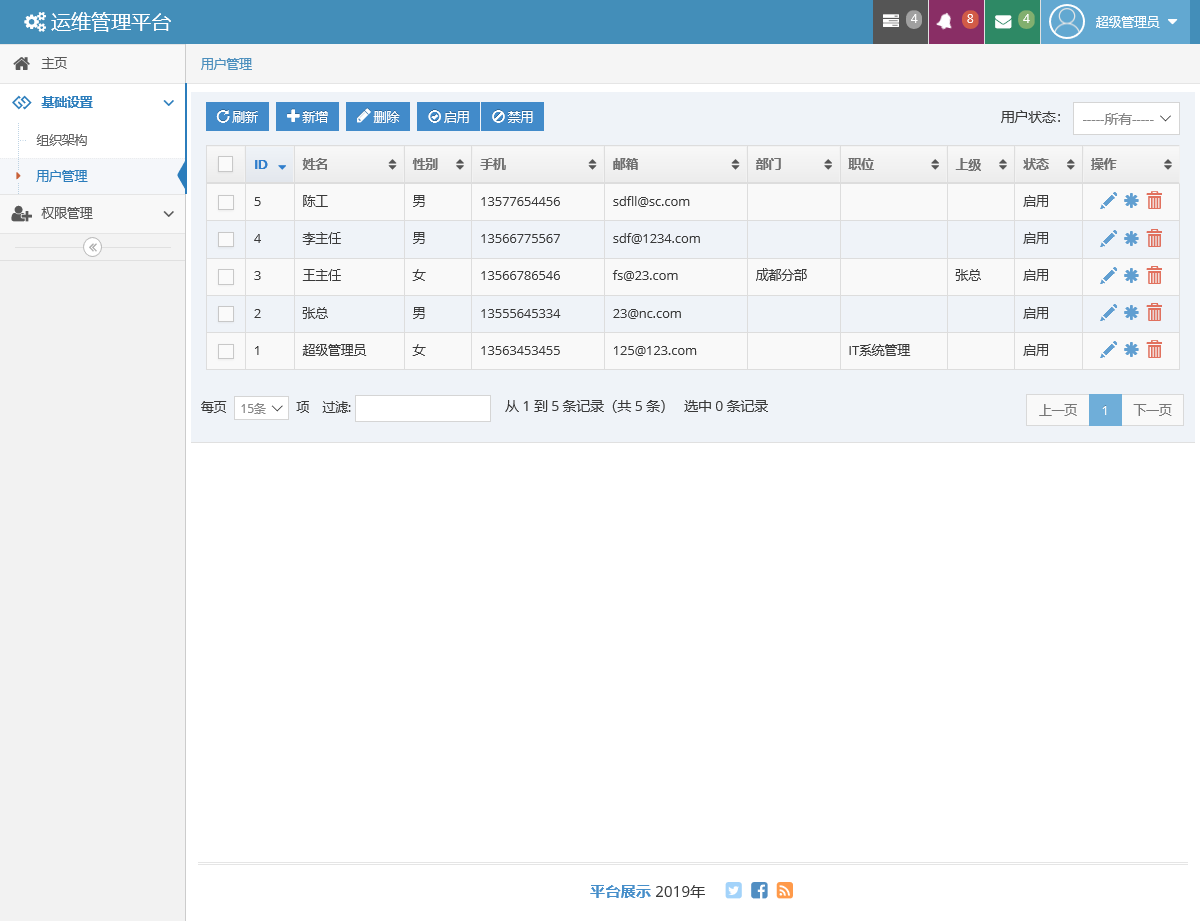 运维管理平台
4
8
4
超级管理员
主页
用户管理
基础设置
组织架构
用户管理
权限管理
刷新 新增 删除 启用 禁用
用户状态: -----所有-----
ID 姓名 性别 手机 邮箱 部门 职位 上级 状态 操作
5 陈工 男 13577654456 sdfll@sc.com 启用
4 李主任 男 13566775567 sdf@1234.com 启用
3 王主任 女 13566786546 fs@23.com 成都分部 张总 启用
2 张总 男 13555645334 23@nc.com 启用
1 超级管理员 女 13563453455 125@123.com IT系统管理 启用
每页 15条 项 过滤: 从 1 到 5 条记录（共 5 条） 选中 0 条记录
上一页 1 下一页
平台展示 2019年